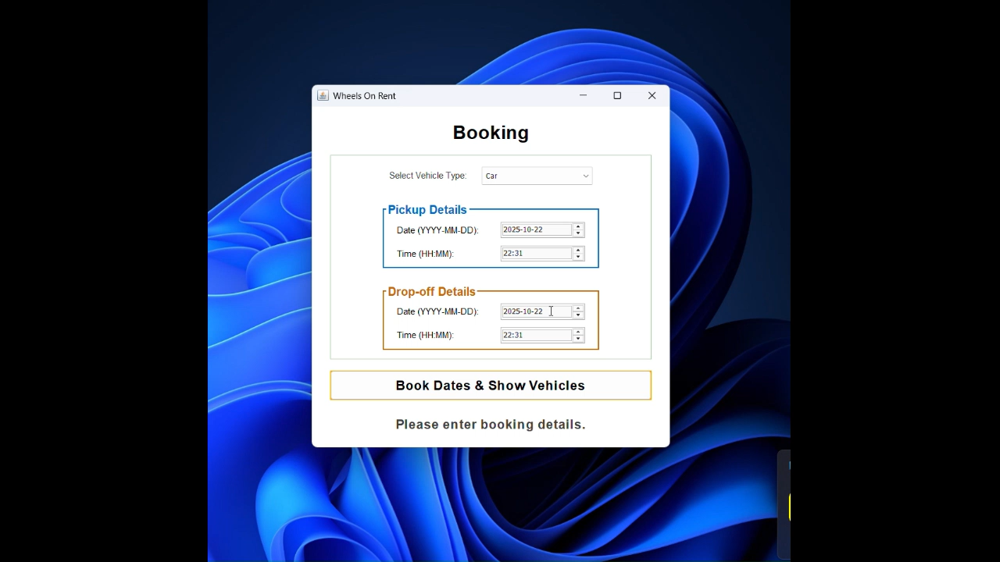 Wheels On Rent
Booking
Select Vehicle Type: Car
Pickup Details
Date (YYYY-MM-DD): 2025-10-22
Time (HH:MM): 22:31
Drop-off Details
Date (YYYY-MM-DD): 2025-10-22
Time (HH:MM): 22:31
Book Dates & Show Vehicles
Please enter booking details.